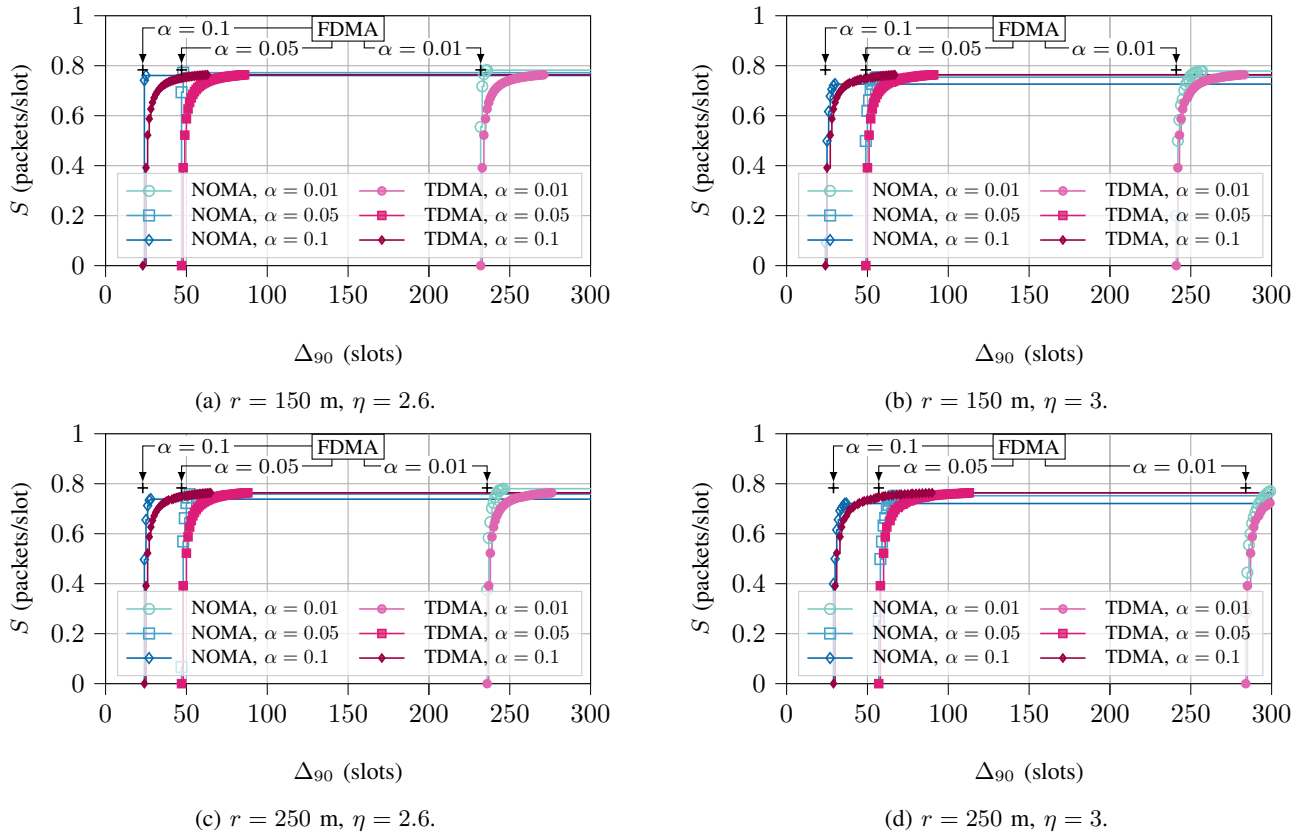 1
0.8
0.6
0.4
0.2
0
S (packets/slot)
α = 0.1
FDMA
α = 0.05
α = 0.01
NOMA, α = 0.01
TDMA, α = 0.01
NOMA, α = 0.05
TDMA, α = 0.05
NOMA, α = 0.1
TDMA, α = 0.1
0 50 100 150 200 250 300
Δ₉₀ (slots)
(a) r = 150 m, η = 2.6.
1
0.8
0.6
0.4
0.2
0
S (packets/slot)
α = 0.1
FDMA
α = 0.05
α = 0.01
NOMA, α = 0.01
TDMA, α = 0.01
NOMA, α = 0.05
TDMA, α = 0.05
NOMA, α = 0.1
TDMA, α = 0.1
0 50 100 150 200 250 300
Δ₉₀ (slots)
(b) r = 150 m, η = 3.
1
0.8
0.6
0.4
0.2
0
S (packets/slot)
α = 0.1
FDMA
α = 0.05
α = 0.01
NOMA, α = 0.01
TDMA, α = 0.01
NOMA, α = 0.05
TDMA, α = 0.05
NOMA, α = 0.1
TDMA, α = 0.1
0 50 100 150 200 250 300
Δ₉₀ (slots)
(c) r = 250 m, η = 2.6.
1
0.8
0.6
0.4
0.2
0
S (packets/slot)
α = 0.1
FDMA
α = 0.05
α = 0.01
NOMA, α = 0.01
TDMA, α = 0.01
NOMA, α = 0.05
TDMA, α = 0.05
NOMA, α = 0.1
TDMA, α = 0.1
0 50 100 150 200 250 300
Δ₉₀ (slots)
(d) r = 250 m, η = 3.